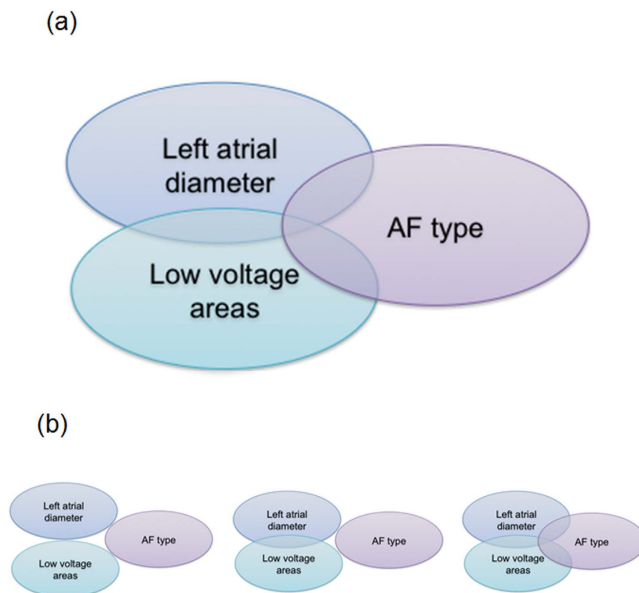 (a)
Left atrial
diameter
AF type
Low voltage
areas
(b)
Left atrial
diameter
AF type
Low voltage
areas
Left atrial
diameter
AF type
Low voltage
areas
Left atrial
diameter
AF type
Low voltage
areas